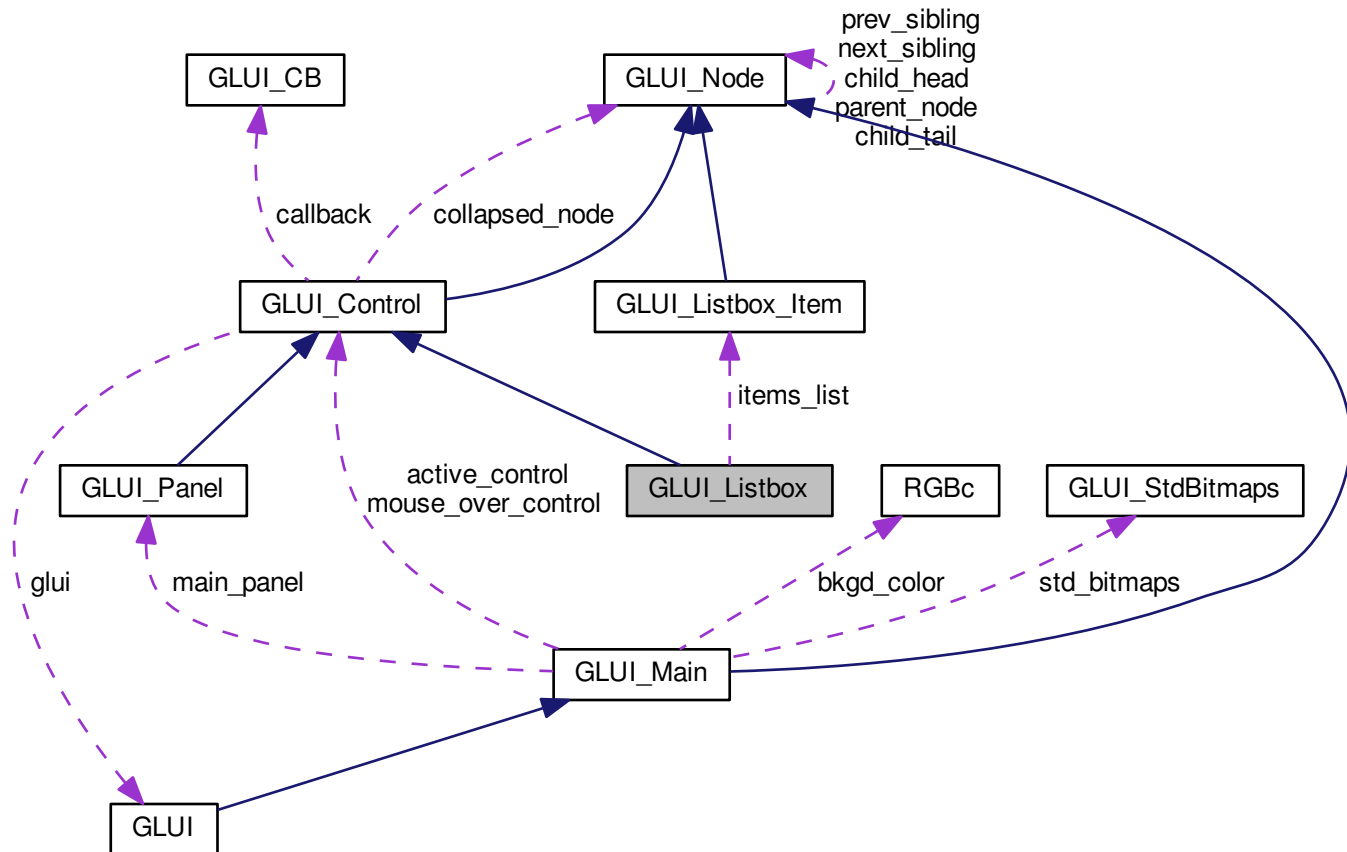 prev_sibling
next_sibling
child_head
parent_node
child_tail
GLUI_CB
GLUI_Node
callback
collapsed_node
GLUI_Control
GLUI_Listbox_Item
items_list
active_control
mouse_over_control
GLUI_Panel
GLUI_Listbox
RGBc
GLUI_StdBitmaps
glui
main_panel
bkgd_color
std_bitmaps
GLUI_Main
GLUI